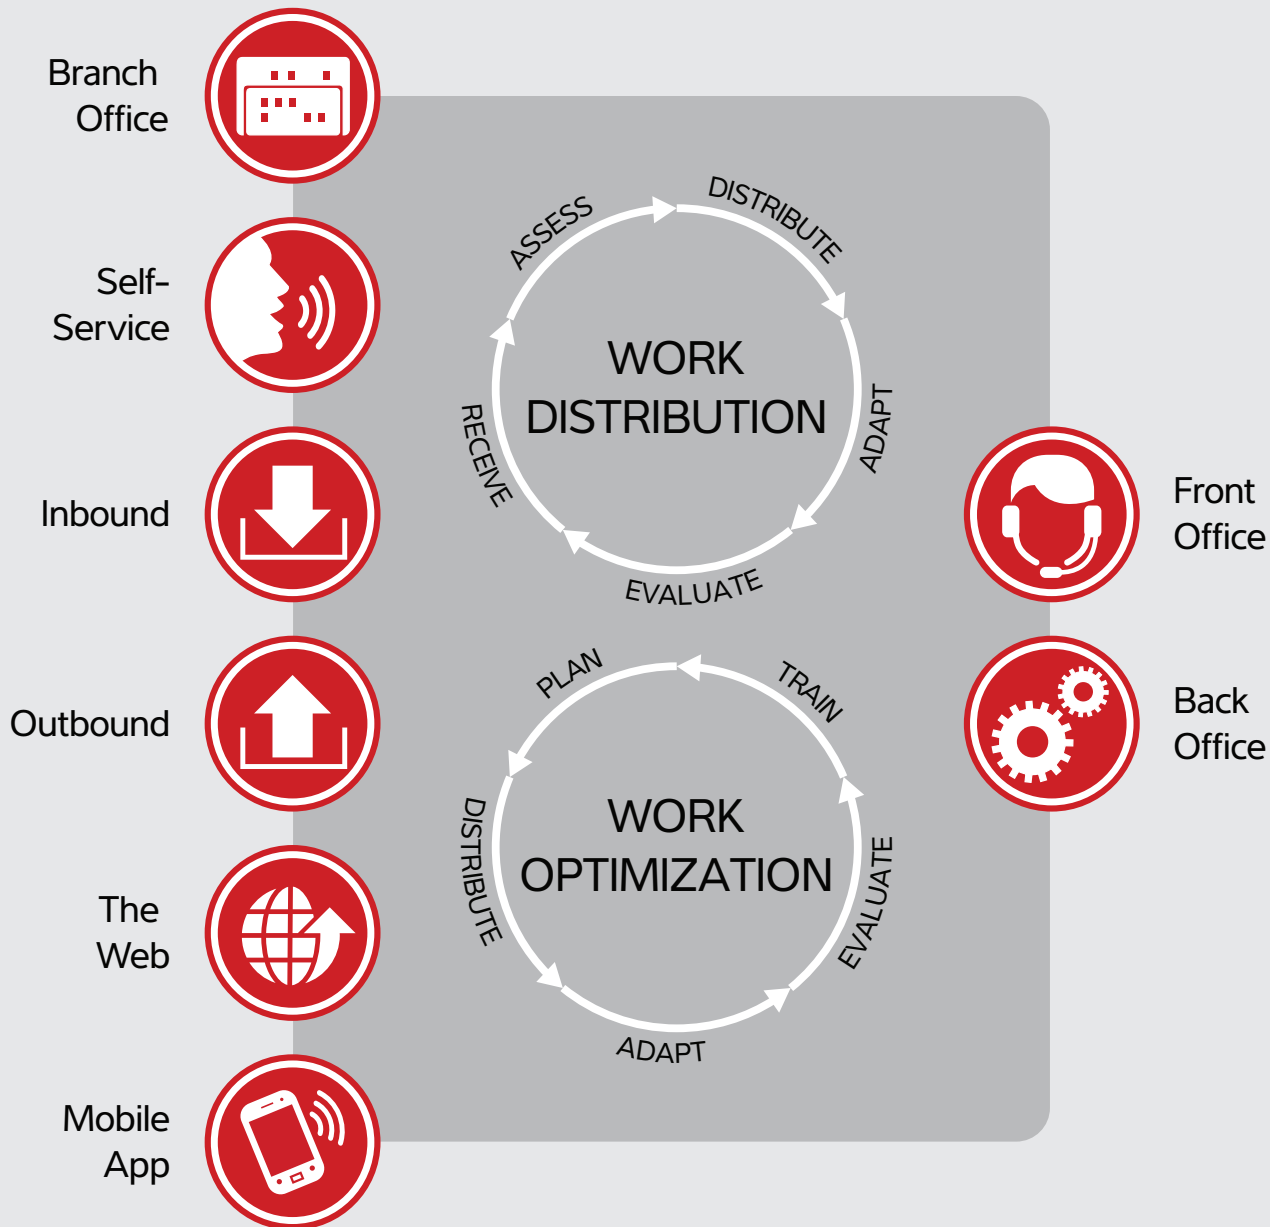 Branch
Office
Self-
Service
Inbound
Outbound
The
Web
Mobile
App
ASSESS
DISTRIBUTE
ADAPT
EVALUATE
RECEIVE
WORK
DISTRIBUTION
PLAN
TRAIN
EVALUATE
ADAPT
DISTRIBUTE
WORK
OPTIMIZATION
Front
Office
Back
Office